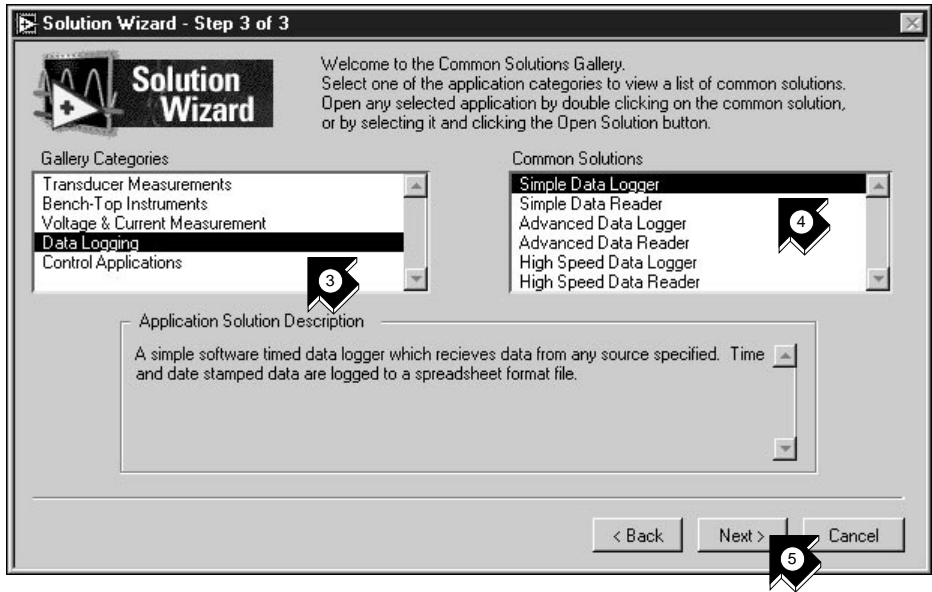 Solution Wizard - Step 3 of 3
Solution
Wizard
Welcome to the Common Solutions Gallery.
Select one of the application categories to view a list of common solutions.
Open any selected application by double clicking on the common solution,
or by selecting it and clicking the Open Solution button.
Gallery Categories
Transducer Measurements
Bench-Top Instruments
Voltage & Current Measurement
Data Logging
Control Applications
3
Common Solutions
Simple Data Logger
Simple Data Reader
Advanced Data Logger
Advanced Data Reader
High Speed Data Logger
High Speed Data Reader
4
Application Solution Description
A simple software timed data logger which recieves data from any source specified. Time
and date stamped data are logged to a spreadsheet format file.
< Back
Next >
Cancel
5